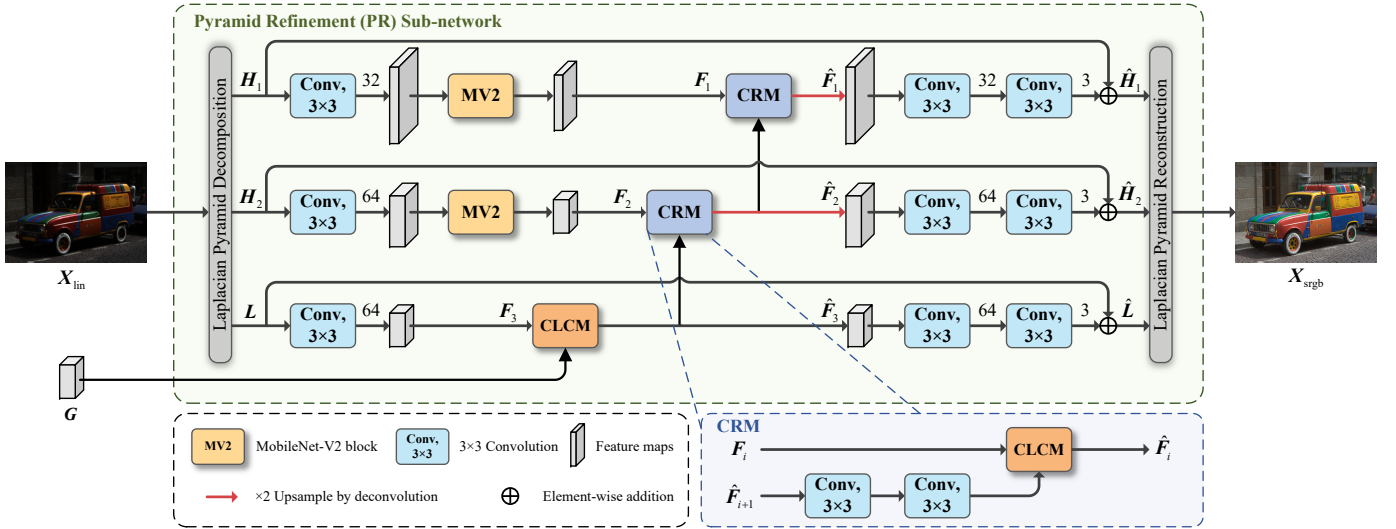 Pyramid Refinement (PR) Sub-network
Laplacian Pyramid Decomposition
H₁
Conv,
3×3
32
MV2
F₁
CRM
F̂₁
Conv,
3×3
32
Conv,
3×3
3
Ĥ₁
H₂
Conv,
3×3
64
MV2
F₂
CRM
F̂₂
Conv,
3×3
64
Conv,
3×3
3
Ĥ₂
L
Conv,
3×3
64
F₃
CLCM
F̂₃
Conv,
3×3
64
Conv,
3×3
3
L̂
Laplacian Pyramid Reconstruction
X_lin
X_srgb
G
MV2
MobileNet-V2 block
Conv,
3×3
3×3 Convolution
Feature maps
×2 Upsample by deconvolution
Element-wise addition
CRM
F_i
CLCM
F̂_i
F̂_{i+1}
Conv,
3×3
Conv,
3×3